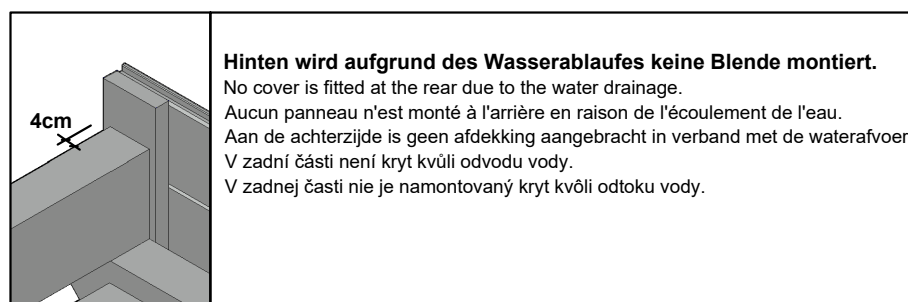 4cm
Hinten wird aufgrund des Wasserablaufes keine Blende montiert.
No cover is fitted at the rear due to the water drainage.
Aucun panneau n'est monté à l'arrière en raison de l'écoulement de l'eau.
Aan de achterzijde is geen afdekking aangebracht in verband met de waterafvoer
V zadní části není kryt kvůli odvodu vody.
V zadnej časti nie je namontovaný kryt kvôli odtoku vody.